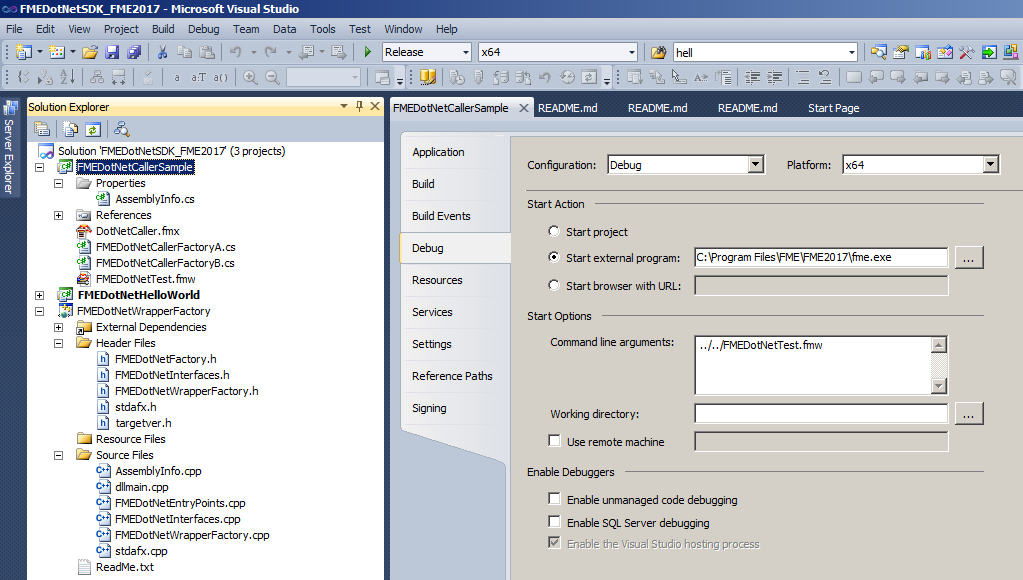 FMEDotNetSDK_FME2017 - Microsoft Visual Studio
File Edit View Project Build Debug Team Data Tools Test Window Help
Release x64 hell
Server Explorer
Solution Explorer
Solution 'FMEDotNetSDK_FME2017' (3 projects)
FMEDotNetCallerSample
Properties
AssemblyInfo.cs
References
DotNetCaller.fmx
FMEDotNetCallerFactoryA.cs
FMEDotNetCallerFactoryB.cs
FMEDotNetTest.fmw
FMEDotNetHelloWorld
FMEDotNetWrapperFactory
External Dependencies
Header Files
FMEDotNetFactory.h
FMEDotNetInterfaces.h
FMEDotNetWrapperFactory.h
stdafx.h
targetver.h
Resource Files
Source Files
AssemblyInfo.cpp
dllmain.cpp
FMEDotNetEntryPoints.cpp
FMEDotNetInterfaces.cpp
FMEDotNetWrapperFactory.cpp
stdafx.cpp
ReadMe.txt
FMEDotNetCallerSample README.md README.md README.md Start Page
Application
Build
Build Events
Debug
Resources
Services
Settings
Reference Paths
Signing
Configuration: Debug Platform: x64
Start Action
Start project
Start external program: C:\Program Files\FME\FME2017\fme.exe ...
Start browser with URL:
Start Options
Command line arguments: ../../FMEDotNetTest.fmw
Working directory: ...
Use remote machine
Enable Debuggers
Enable unmanaged code debugging
Enable SQL Server debugging
Enable the Visual Studio hosting process